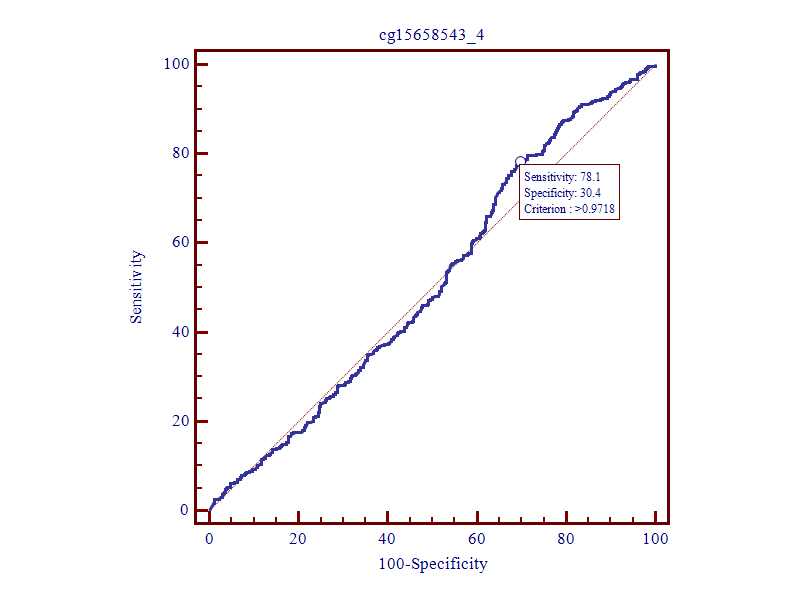 cg15658543_4
100
80
60
40
20
0
Sensitivity
Sensitivity: 78.1
Specificity: 30.4
Criterion : >0.9718
0 20 40 60 80 100
100-Specificity